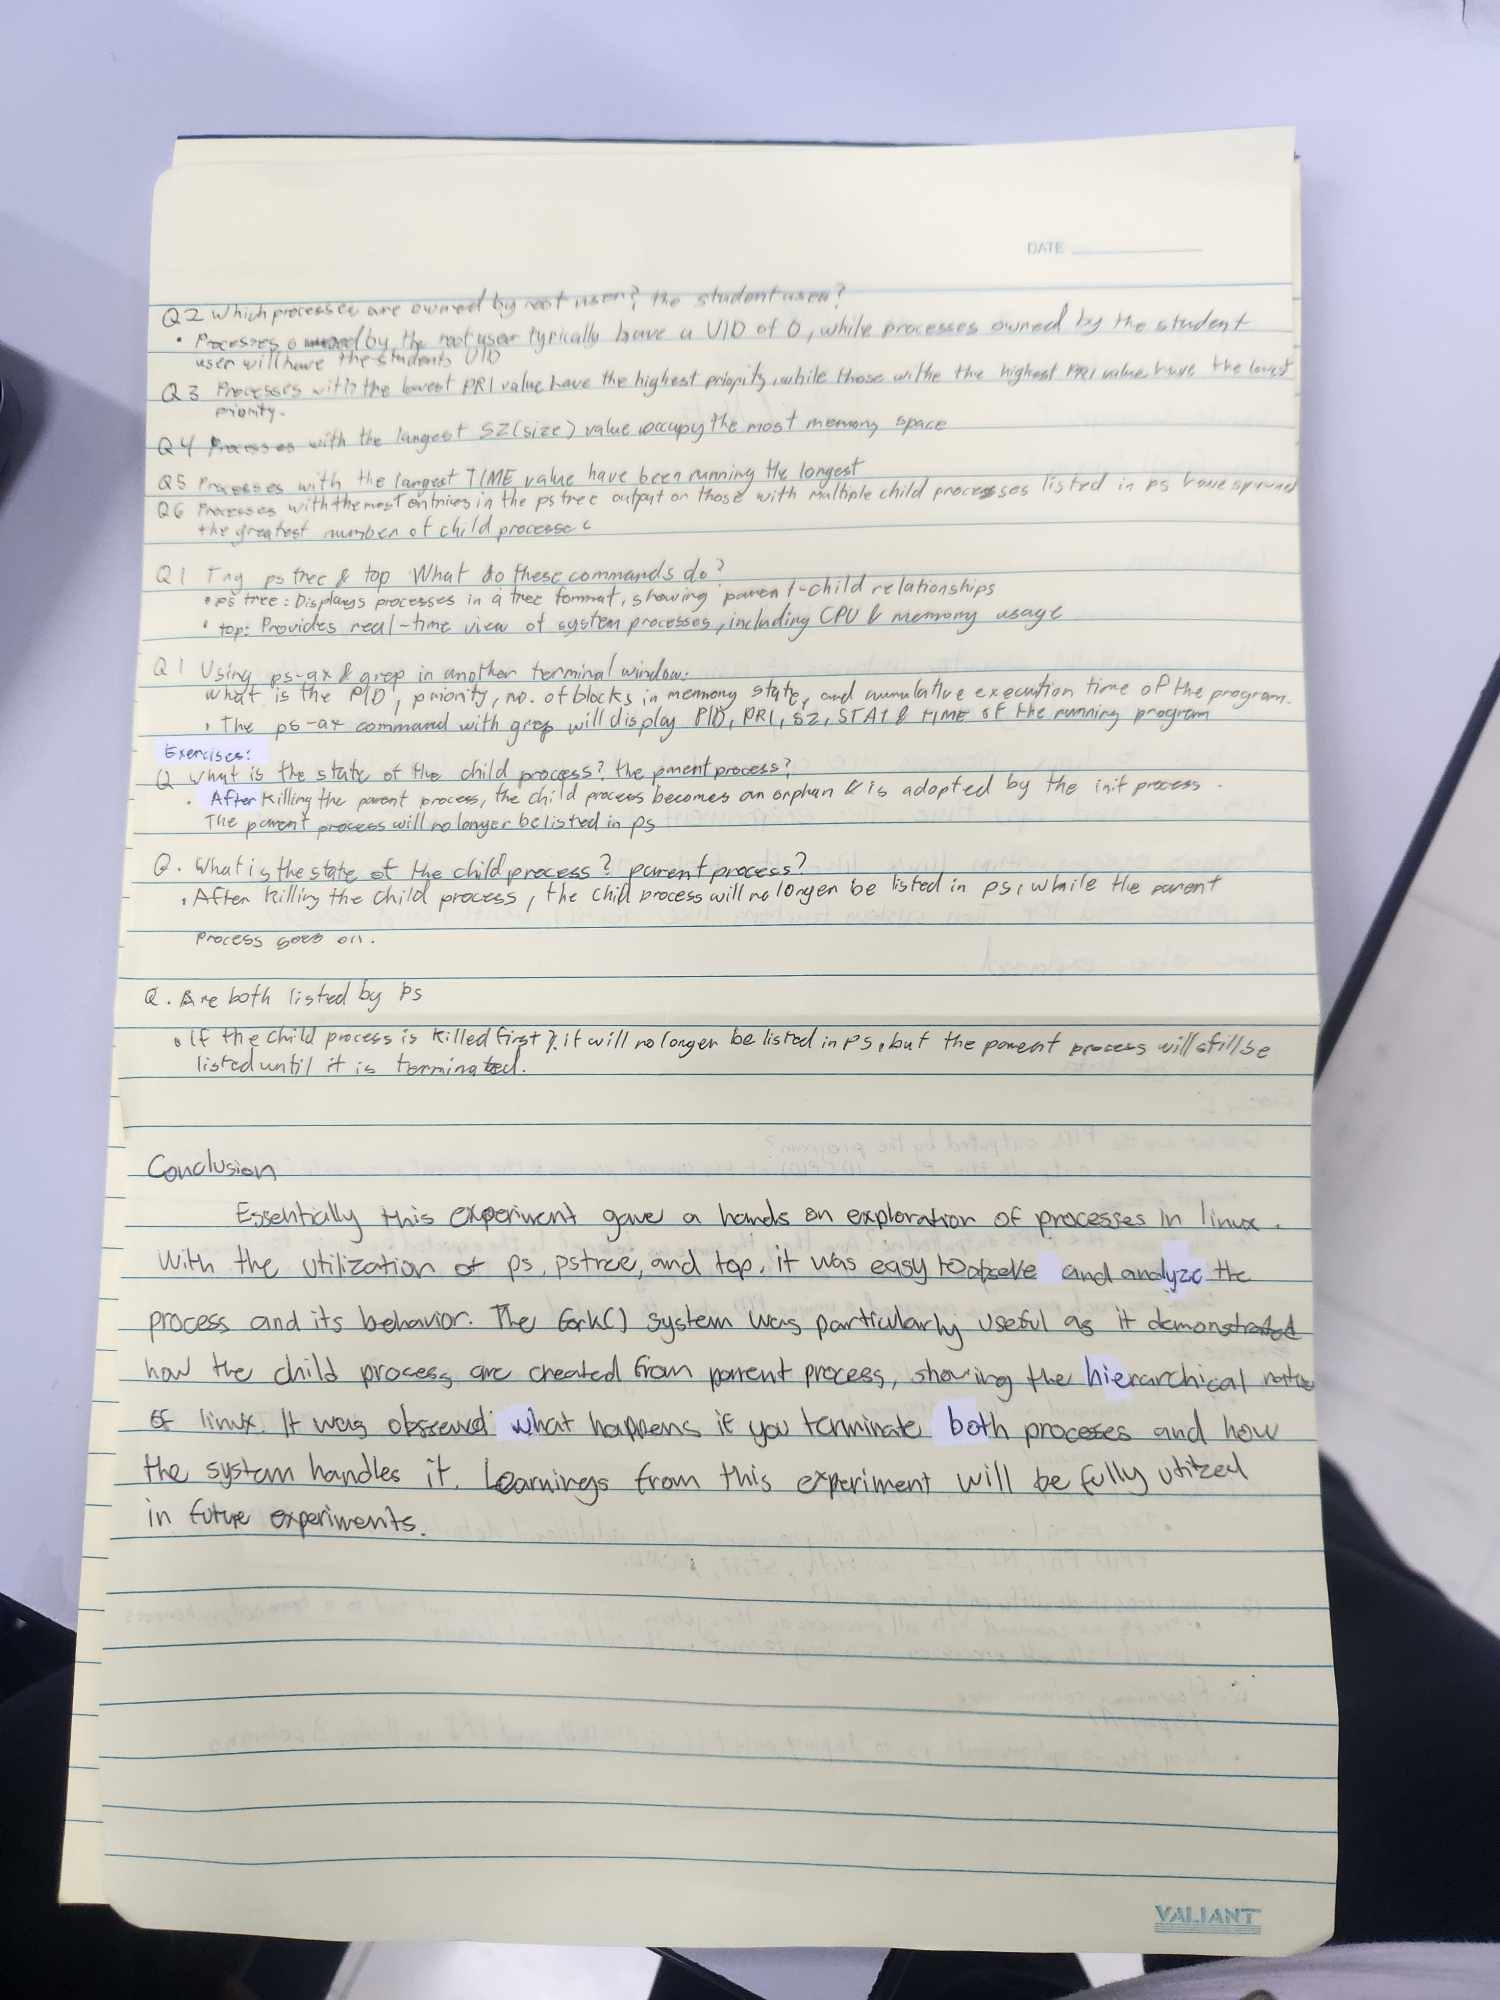 DATE
Q2 Which processes are owned by root user? the student user?
• Processes owned by the root user typically have a UID of 0, while processes owned by the student
user will have the students UID
Q3 Processes with the lowest PRI value have the highest priority, while those withe the highest PRI value have the lowest
priority.
Q4 Processes with the largest SZ(size) value occupy the most memory space
Q5 Processes with the largest TIME value have been running the longest
Q6 Processes with the most entries in the pstree output or those with multiple child processes listed in ps have spawned
the greatest number of child processes
Q1 Try pstree & top What do these commands do?
• ps tree: Displays processes in a tree format, showing parent-child relationships
• top: Provides real-time view of system processes, including CPU & memory usage
Q1 Using ps-ax & grep in another terminal window:
what is the PID, priority, no. of blocks in memory state, and cumulative execution time of the program.
• The ps-ax command with grep will display PID, PRI, SZ, STAT & TIME of the running program
Exercises:
Q What is the state of the child process? the parent process?
• After killing the parent process, the child process becomes an orphan & is adopted by the init process.
The parent process will no longer be listed in ps
Q. What is the state of the child process? parent process?
• After killing the child process, the child process will no longer be listed in ps, while the parent
process goes on.
Q. Are both listed by ps
• If the child process is killed first, it will no longer be listed in ps, but the parent process will still be
listed until it is terminated.
Conclusion
Essentially this experiment gave a hands on exploration of processes in linux.
With the utilization of ps, pstree, and top, it was easy to obseve and analyze the
process and its behavior. The fork() system was particularly useful as it demonstrated
how the child process are created from parent process, showing the hierarchical nature
of linux. It was observed what happens if you terminate both processes and how
the system handles it. Learnings from this experiment will be fully utilized
in future experiments.
VALIANT